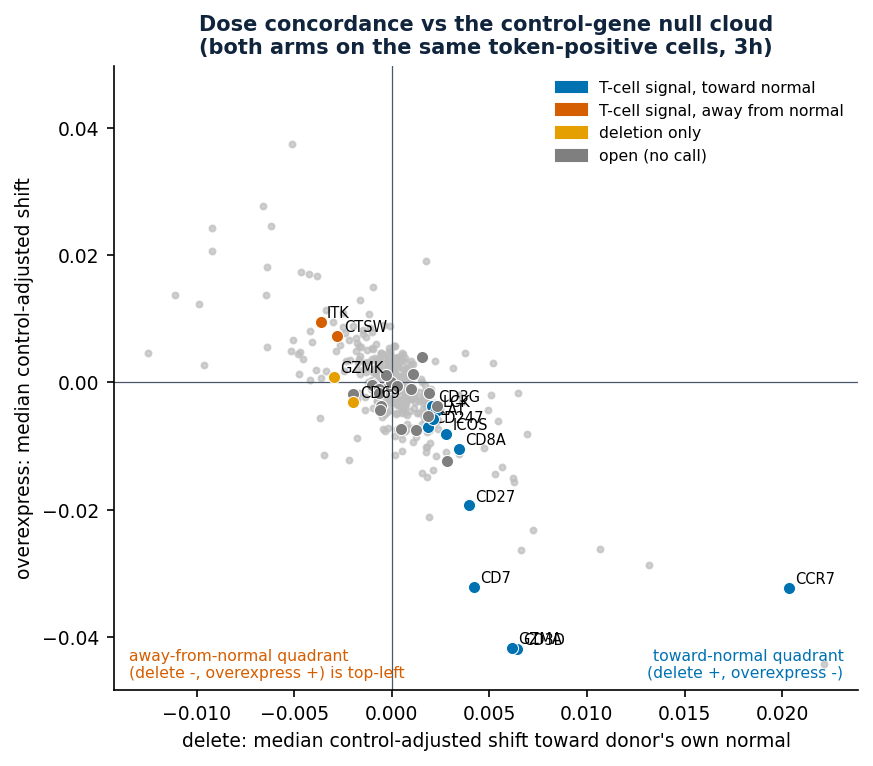 Dose concordance vs the control-gene null cloud
(both arms on the same token-positive cells, 3h)
T-cell signal, toward normal
T-cell signal, away from normal
deletion only
open (no call)
overexpress: median control-adjusted shift
0.04
0.02
0.00
−0.02
−0.04
ITK
CTSW
GZMK
CD69
CD3G
LCK
LAT
CD247
ICOS
CD8A
CD27
CD7
CCR7
GZMA
CD3D
away-from-normal quadrant
(delete -, overexpress +) is top-left
toward-normal quadrant
(delete +, overexpress -)
−0.010
−0.005
0.000
0.005
0.010
0.015
0.020
delete: median control-adjusted shift toward donor's own normal